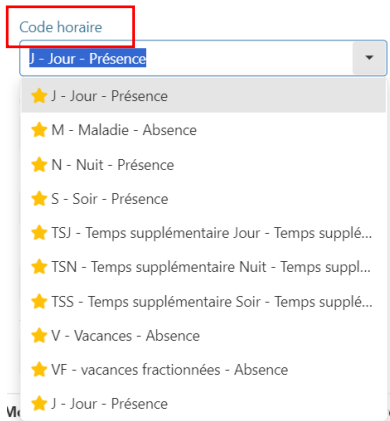 Code horaire
J - Jour - Présence
J - Jour - Présence
M - Maladie - Absence
N - Nuit - Présence
S - Soir - Présence
TSJ - Temps supplémentaire Jour - Temps supplé...
TSN - Temps supplémentaire Nuit - Temps suppl...
TSS - Temps supplémentaire Soir - Temps supplé...
V - Vacances - Absence
VF - vacances fractionnées - Absence
J - Jour - Présence